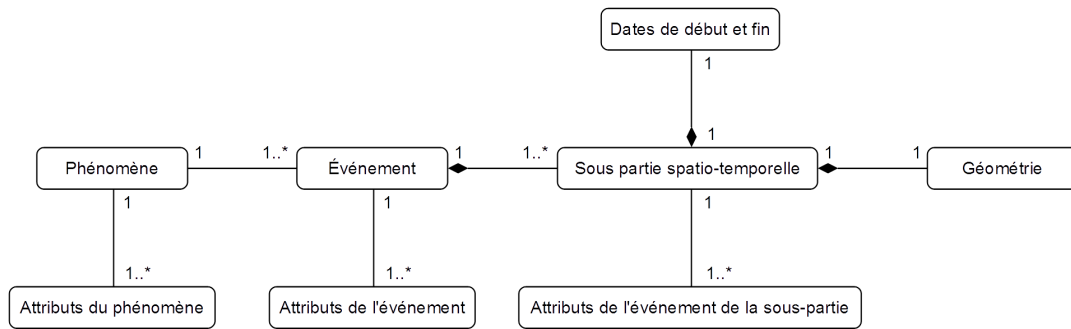 Dates de début et fin
1
1
Phénomène
1
1..*
Événement
1
1..*
Sous partie spatio-temporelle
1
1
Géométrie
1
1
1
1..*
1..*
1..*
Attributs du phénomène
Attributs de l'événement
Attributs de l'événement de la sous-partie